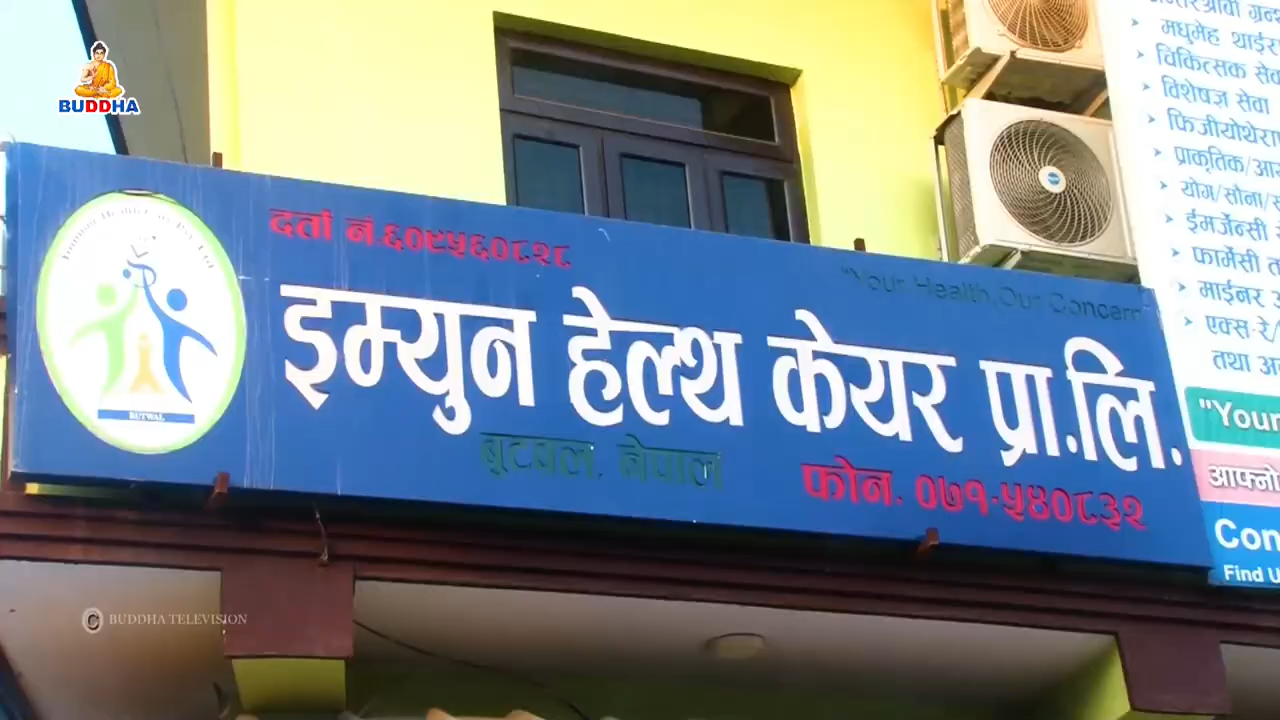 BUDDHA
दर्ता नं.६०९५६०८२८
"Your Health,Our Concern"
इम्युन हेल्थ केयर प्रा.लि.
बुटवल, नेपाल
फोन. ०७१-५४०८३२
BUTWAL
मधुमेह
चिकित्सक
विशेषज्ञ सेवा
प्राकृतिक/
योग/सौना/
ईमर्जेन्सी
फार्मेसी
माईनर
एक्स-रे/
तथा
"Your
आफ्नो
Find
© BUDDHA TELEVISION